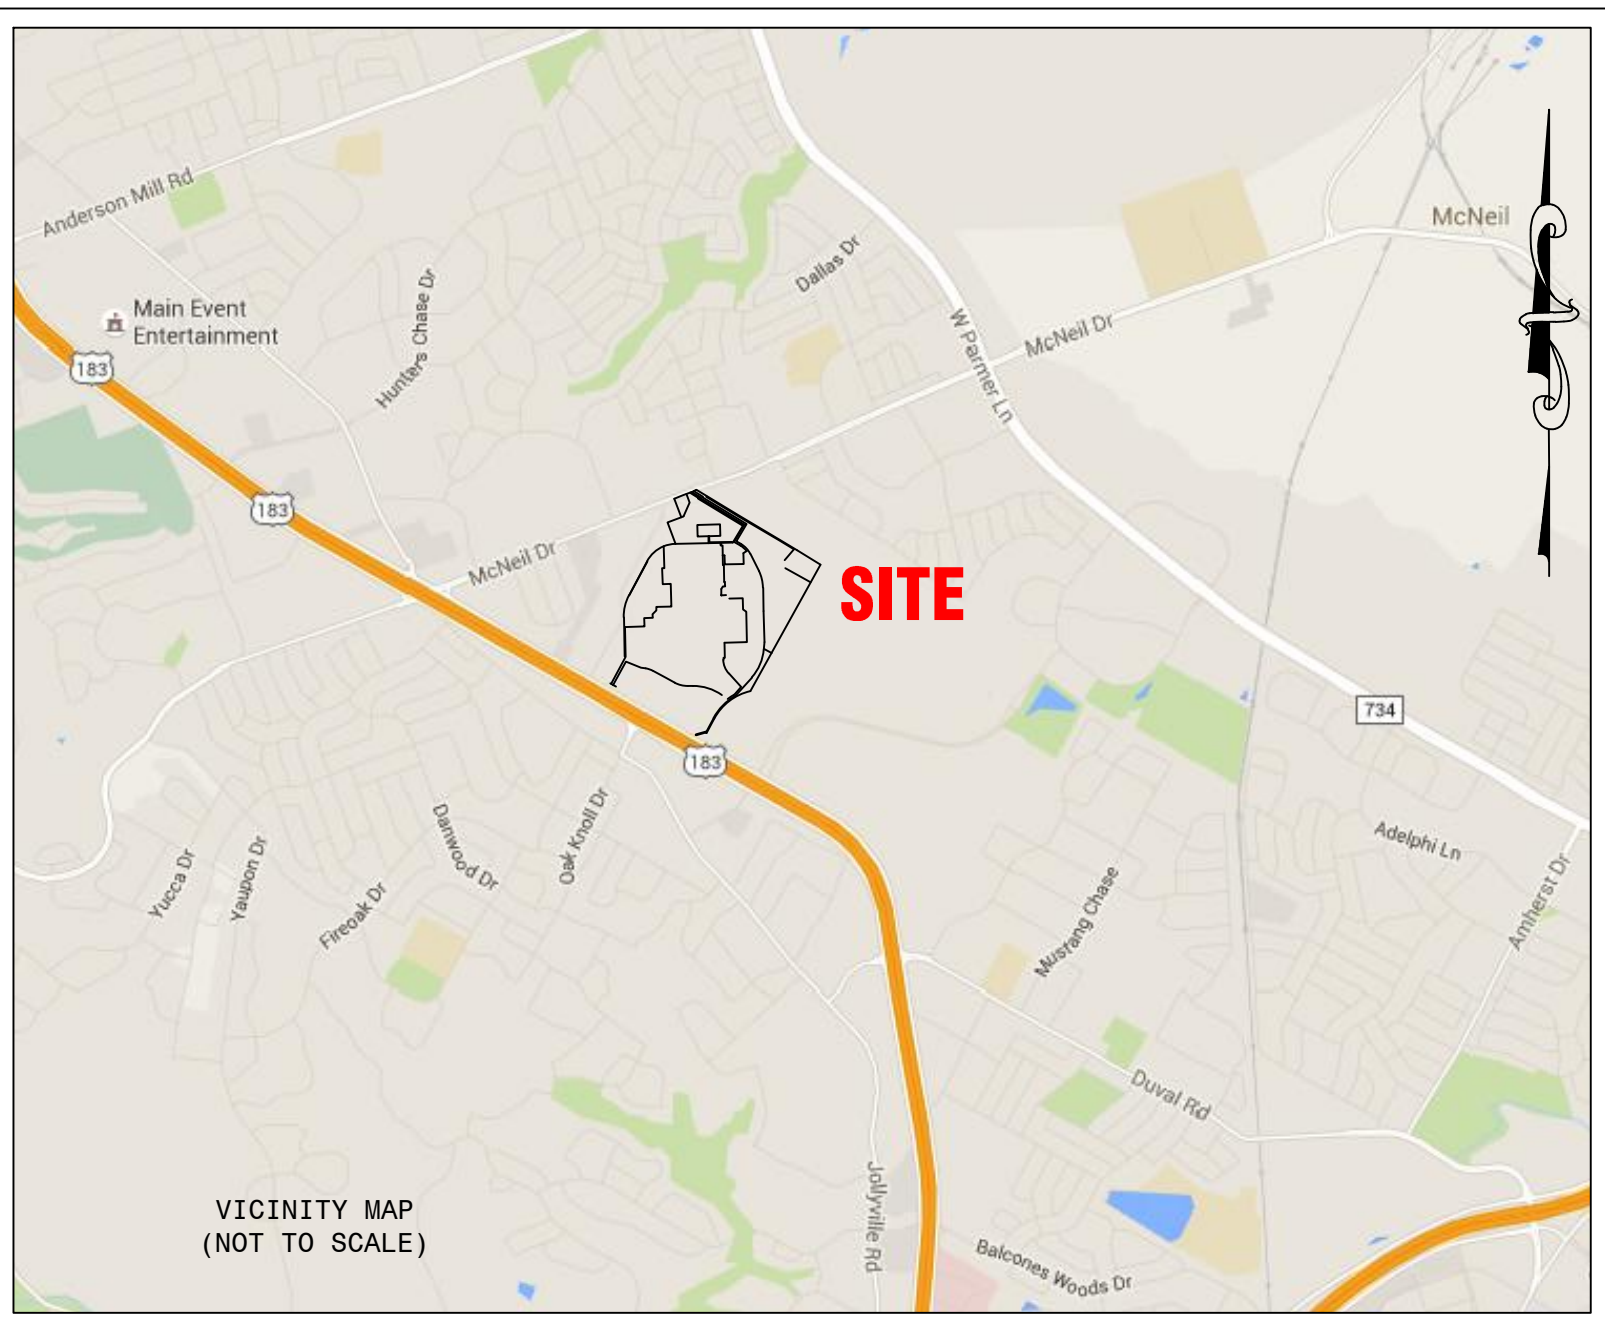 Anderson Mill Rd
McNeil
Main Event
Entertainment
Hunters Chase Dr
Dallas Dr
W Parmer Ln
McNeil Dr
183
183
McNeil Dr
SITE
734
183
Oak Knoll Dr
Danwood Dr
Yucca Dr
Yaupon Dr
Fireoak Dr
Mustang Chase
Adelphi Ln
Amherst Dr
Duval Rd
Jollyville Rd
Balcones Woods Dr
VICINITY MAP
(NOT TO SCALE)